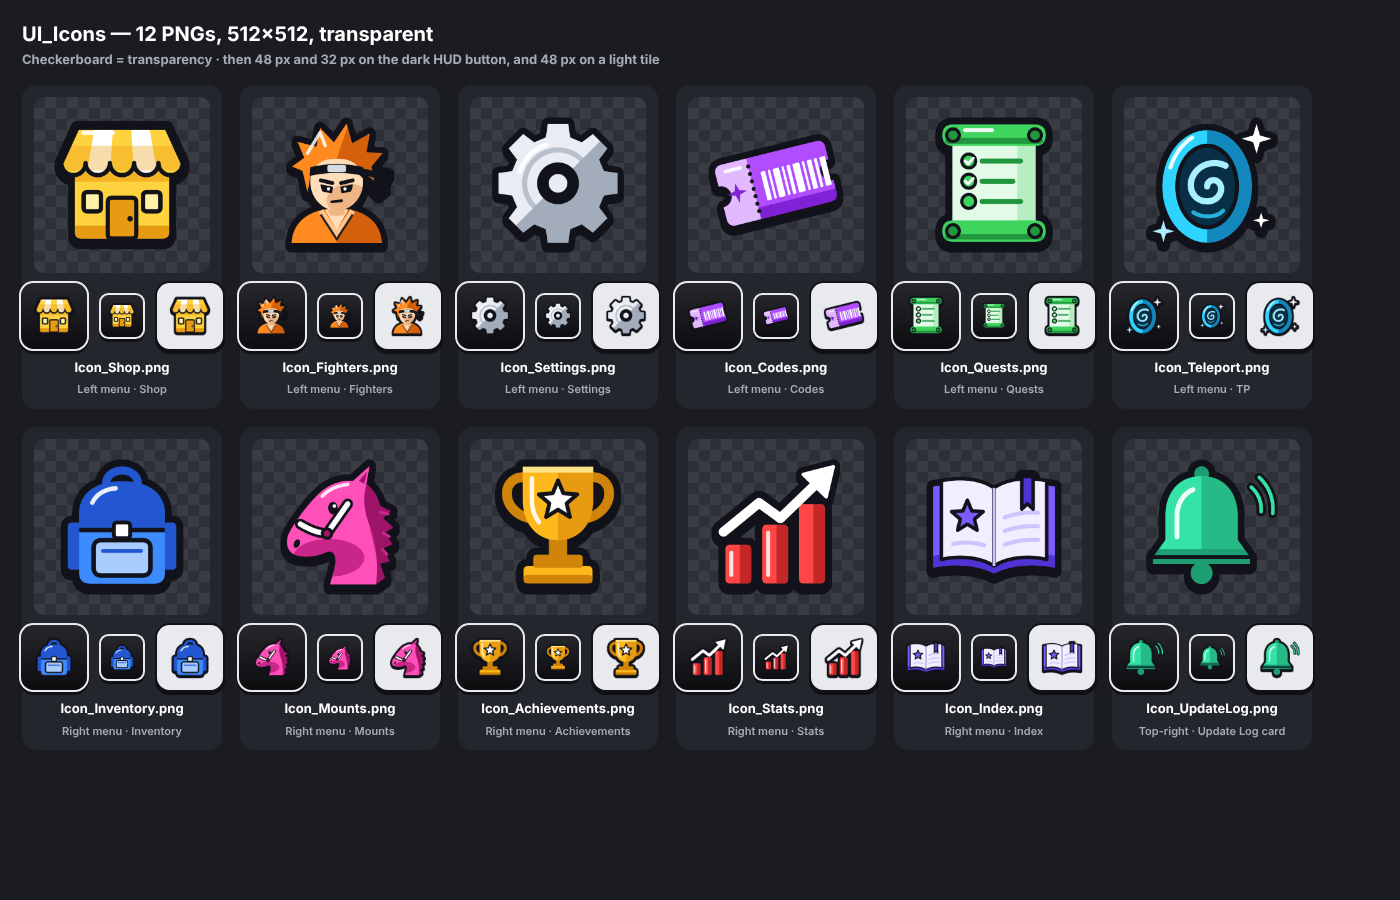 UI_Icons — 12 PNGs, 512×512, transparent
Checkerboard = transparency · then 48 px and 32 px on the dark HUD button, and 48 px on a light tile
Icon_Shop.png
Left menu · Shop
Icon_Fighters.png
Left menu · Fighters
Icon_Settings.png
Left menu · Settings
Icon_Codes.png
Left menu · Codes
Icon_Quests.png
Left menu · Quests
Icon_Teleport.png
Left menu · TP
Icon_Inventory.png
Right menu · Inventory
Icon_Mounts.png
Right menu · Mounts
Icon_Achievements.png
Right menu · Achievements
Icon_Stats.png
Right menu · Stats
Icon_Index.png
Right menu · Index
Icon_UpdateLog.png
Top-right · Update Log card